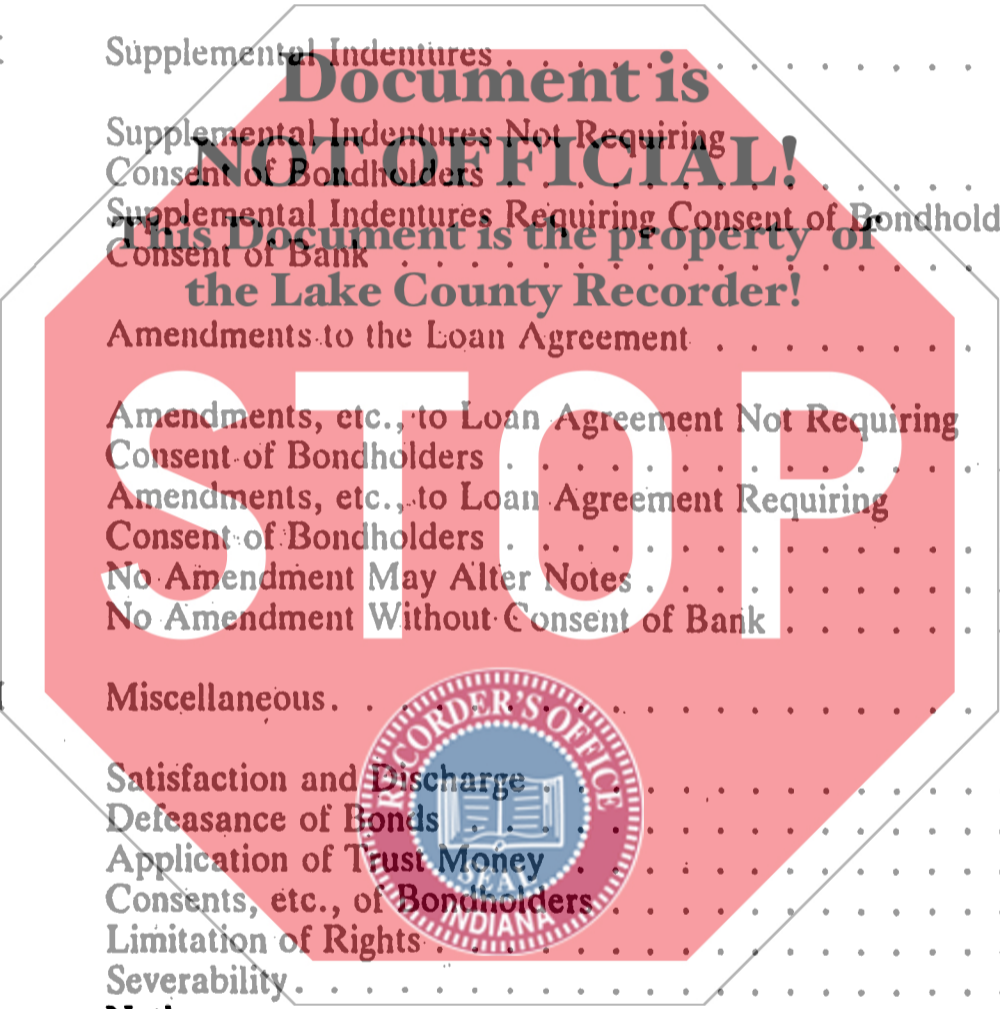 Supplemental Indentures . . . . . . . . . . . . . .
Document is
Supplemental Indentures Not Requiring
NOT OFFICIAL!
Consent of Bondholders . . . . . . . . . . . . . .
Supplemental Indentures Requiring Consent of Bondhold
This Document is the property of
Consent of Bank . . . . . . . . . . . . . . . . .
the Lake County Recorder!
Amendments to the Loan Agreement . . . . . . . .
STOP
Amendments, etc., to Loan Agreement Not Requiring
Consent of Bondholders . . . . . . . . . . . . . .
Amendments, etc., to Loan Agreement Requiring
Consent of Bondholders . . . . . . . . . . . . . .
No Amendment May Alter Notes . . . . . . . . . .
No Amendment Without Consent of Bank . . . . . .
Miscellaneous. . . . . . . . . . . . . . . . . . .
RECORDER'S OFFICE
Satisfaction and Discharge . . . . . . . . . . . . .
Defeasance of Bonds . . . . . . . . . . . . . . . .
Application of Trust Money . . . . . . . . . . . .
SEAL
Consents, etc., of Bondholders . . . . . . . . . . .
INDIANA
Limitation of Rights . . . . . . . . . . . . . . . .
Severability. . . . . . . . . . . . . . . . . . . .